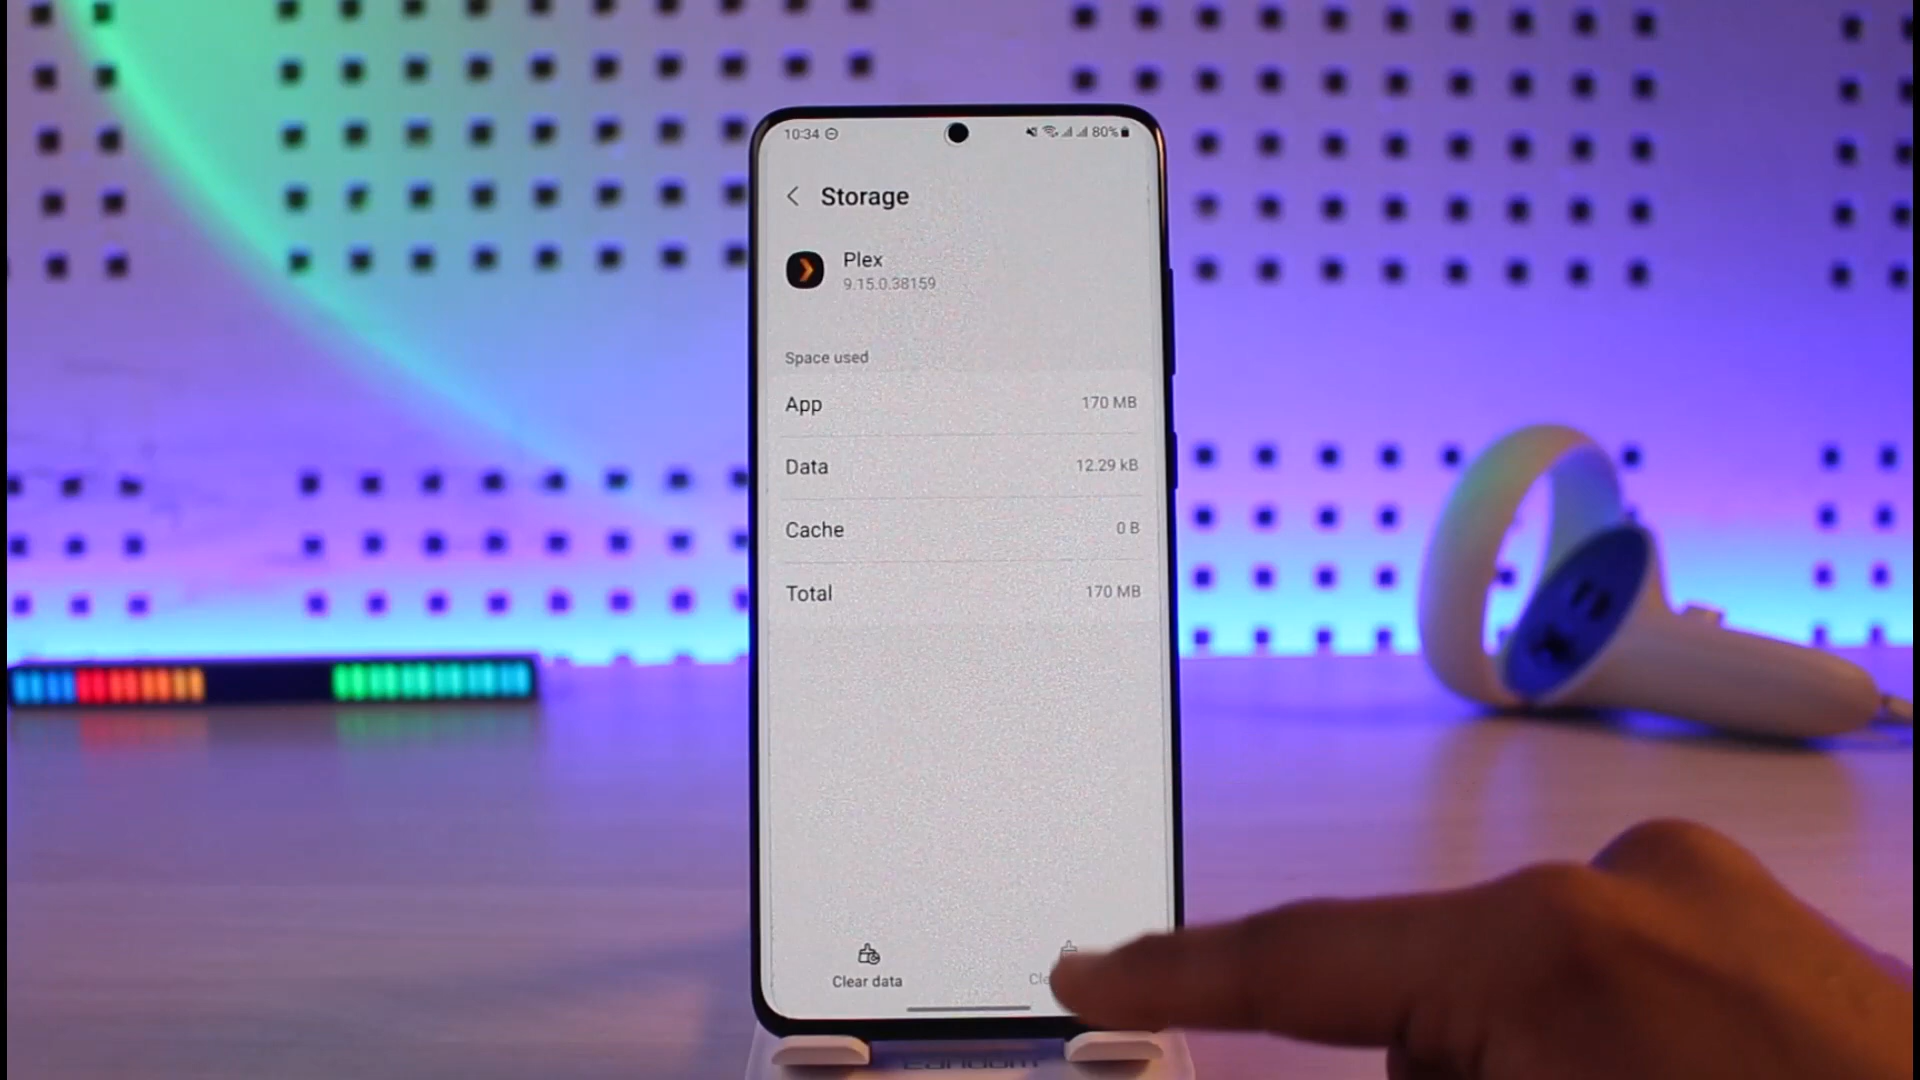 10:34 80%
Storage
Plex
9.15.0.38159
Space used
App 170 MB
Data 12.29 kB
Cache 0 B
Total 170 MB
Clear data